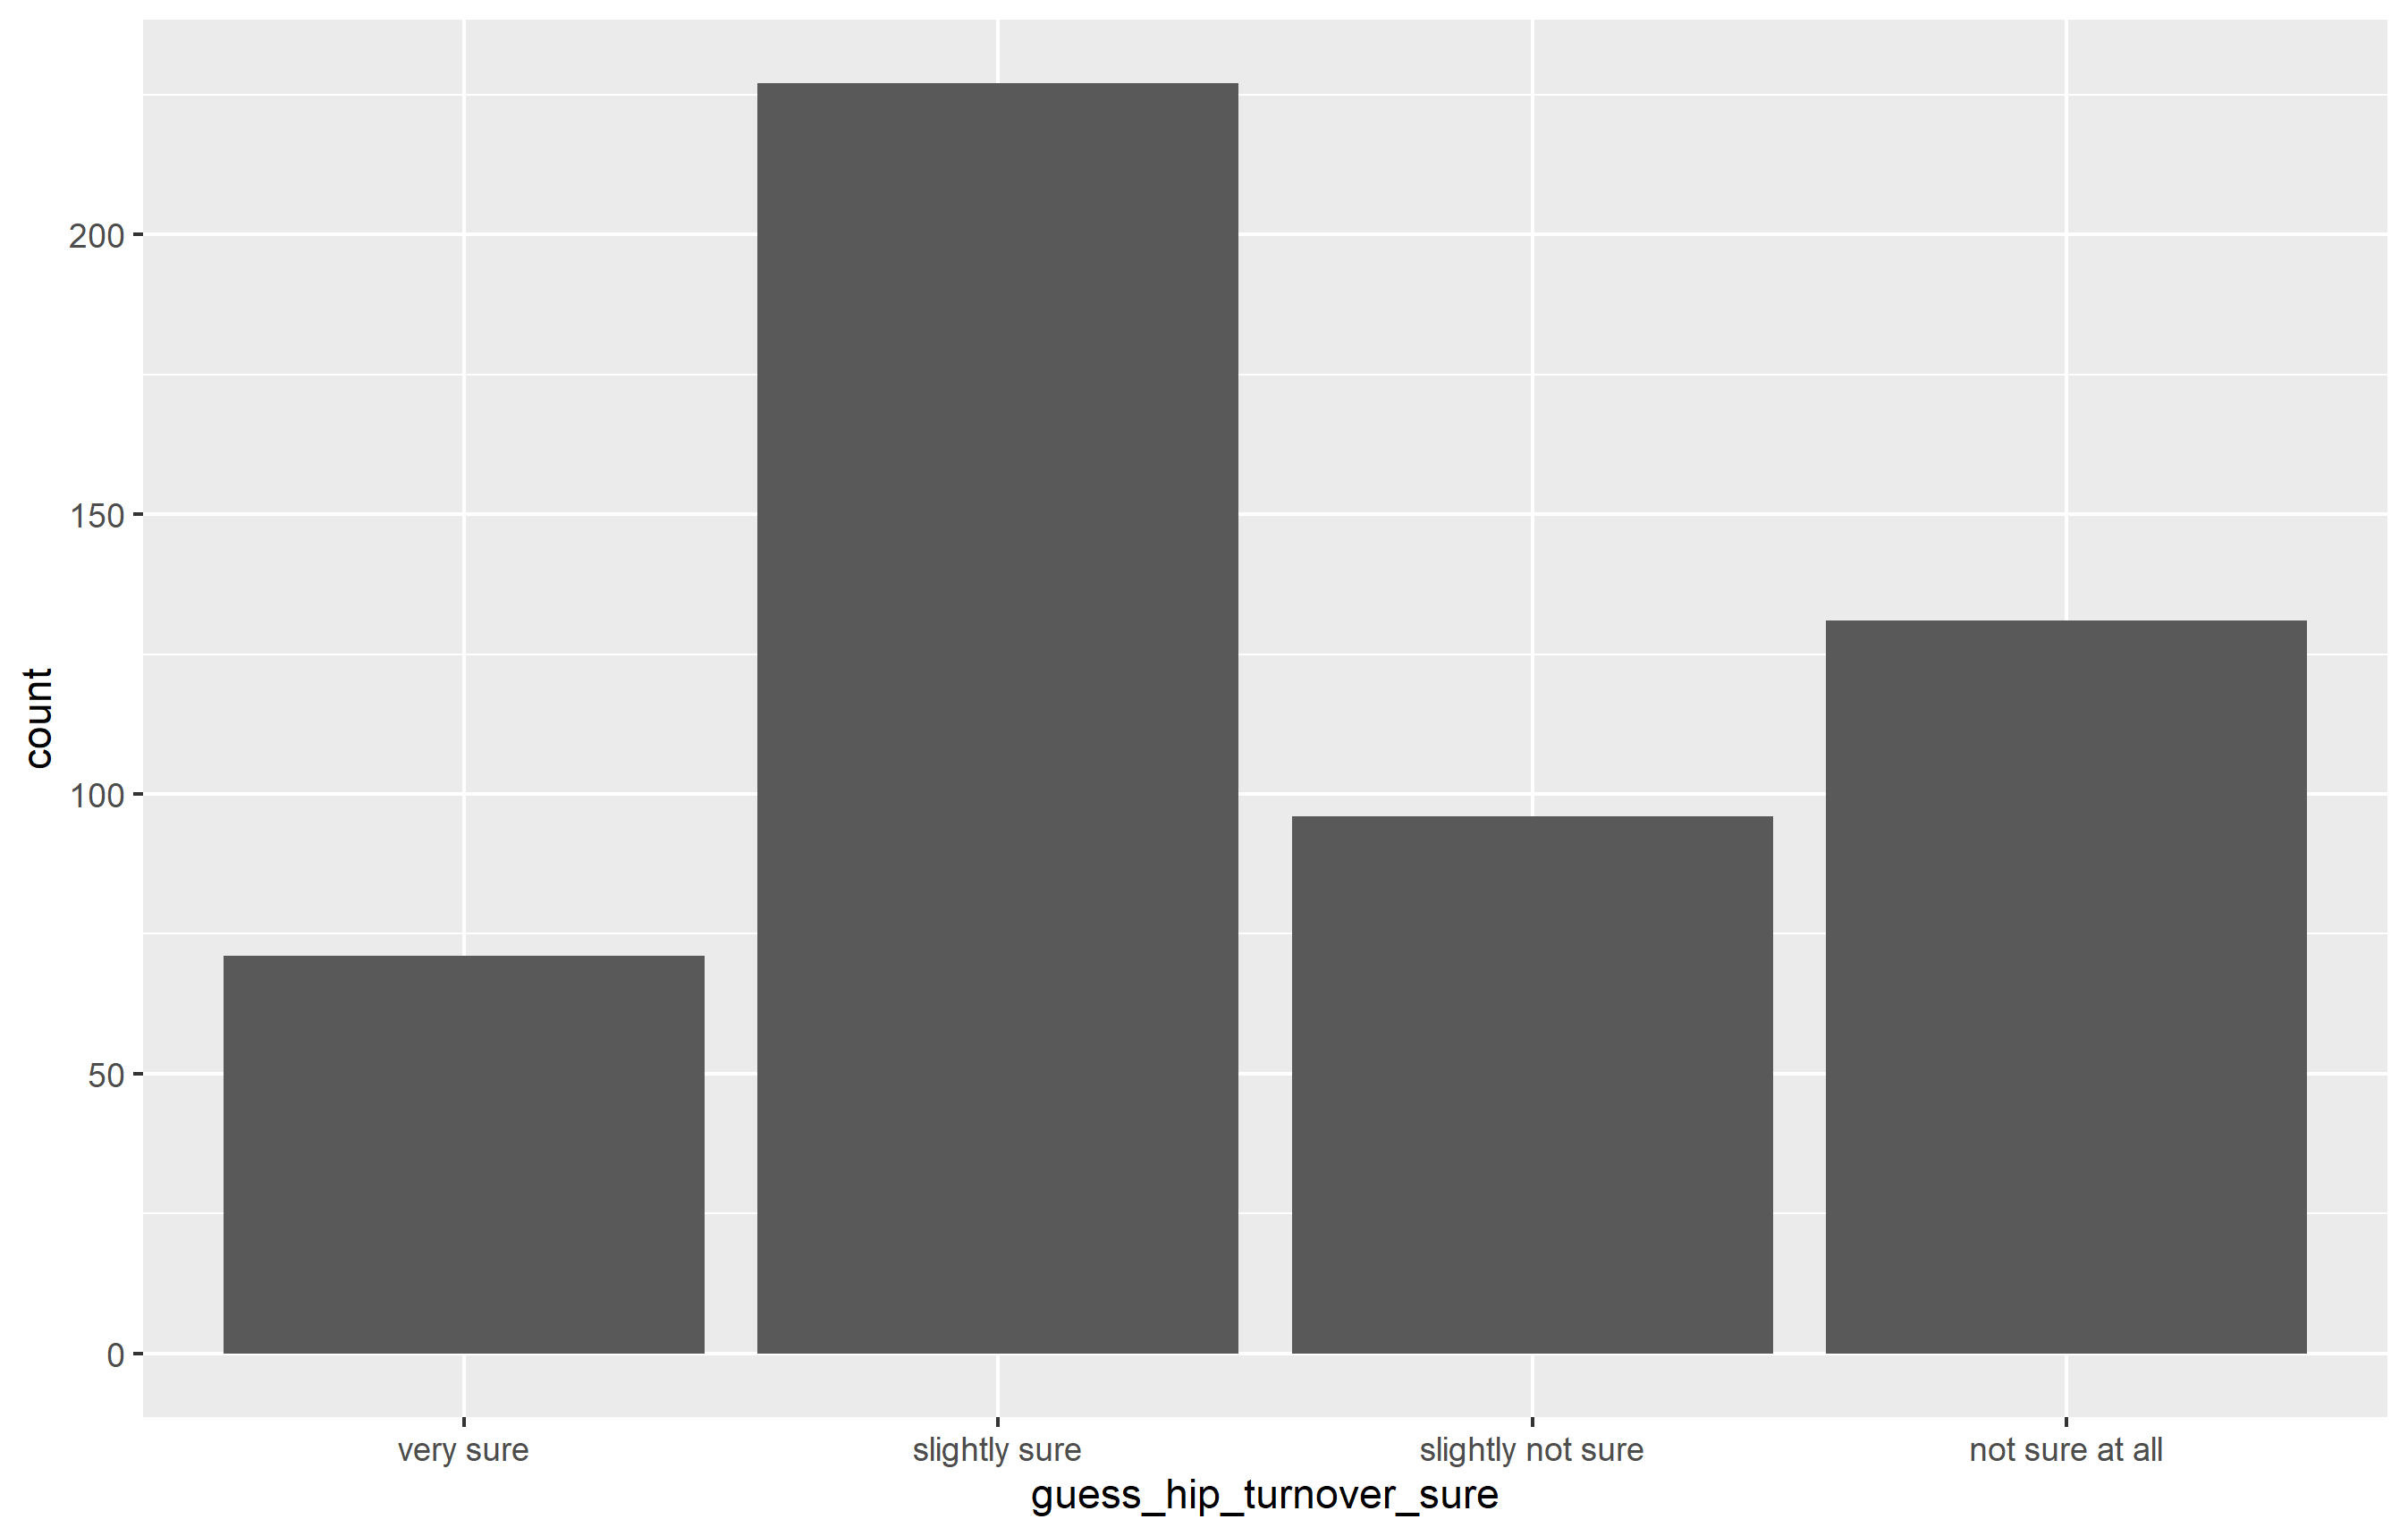 count
200
150
100
50
0
very sure
slightly sure
slightly not sure
not sure at all
guess_hip_turnover_sure